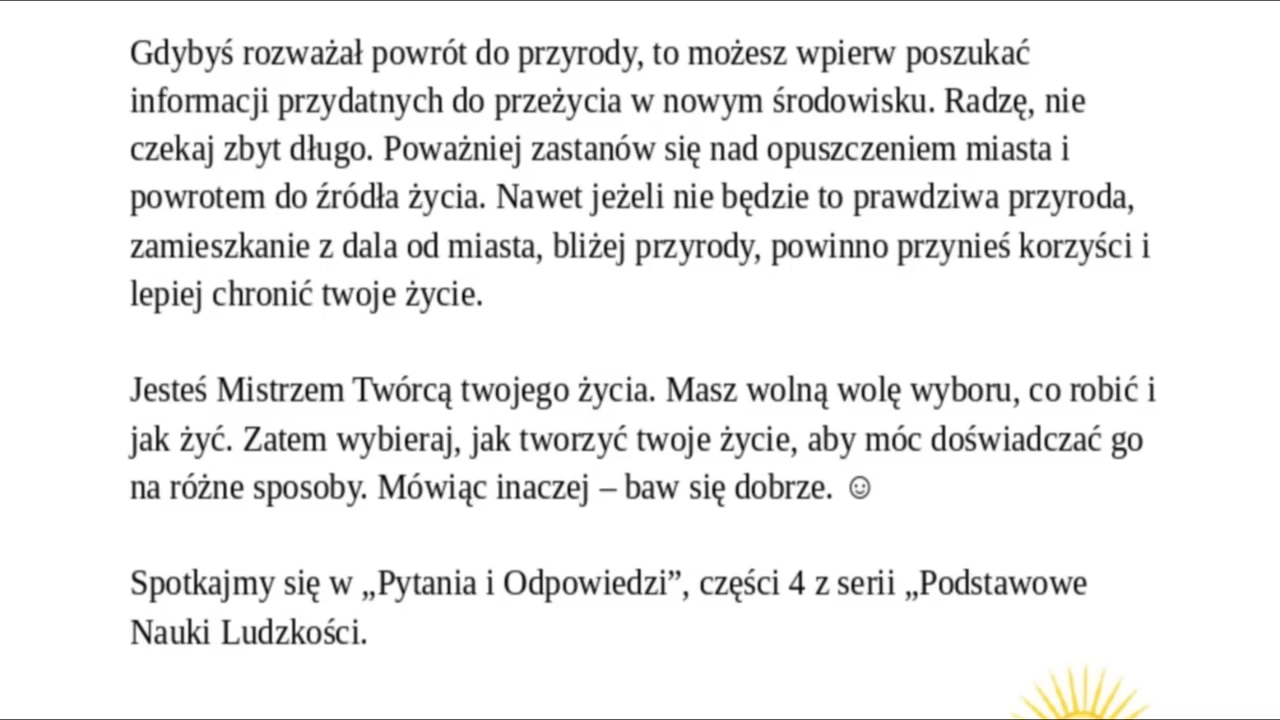 Gdybyś rozważał powrót do przyrody, to możesz wpierw poszukać
informacji przydatnych do przeżycia w nowym środowisku. Radzę, nie
czekaj zbyt długo. Poważniej zastanów się nad opuszczeniem miasta i
powrotem do źródła życia. Nawet jeżeli nie będzie to prawdziwa przyroda,
zamieszkanie z dala od miasta, bliżej przyrody, powinno przynieś korzyści i
lepiej chronić twoje życie.
Jesteś Mistrzem Twórcą twojego życia. Masz wolną wolę wyboru, co robić i
jak żyć. Zatem wybieraj, jak tworzyć twoje życie, aby móc doświadczać go
na różne sposoby. Mówiąc inaczej – baw się dobrze. ☺
Spotkajmy się w „Pytania i Odpowiedzi”, części 4 z serii „Podstawowe
Nauki Ludzkości.